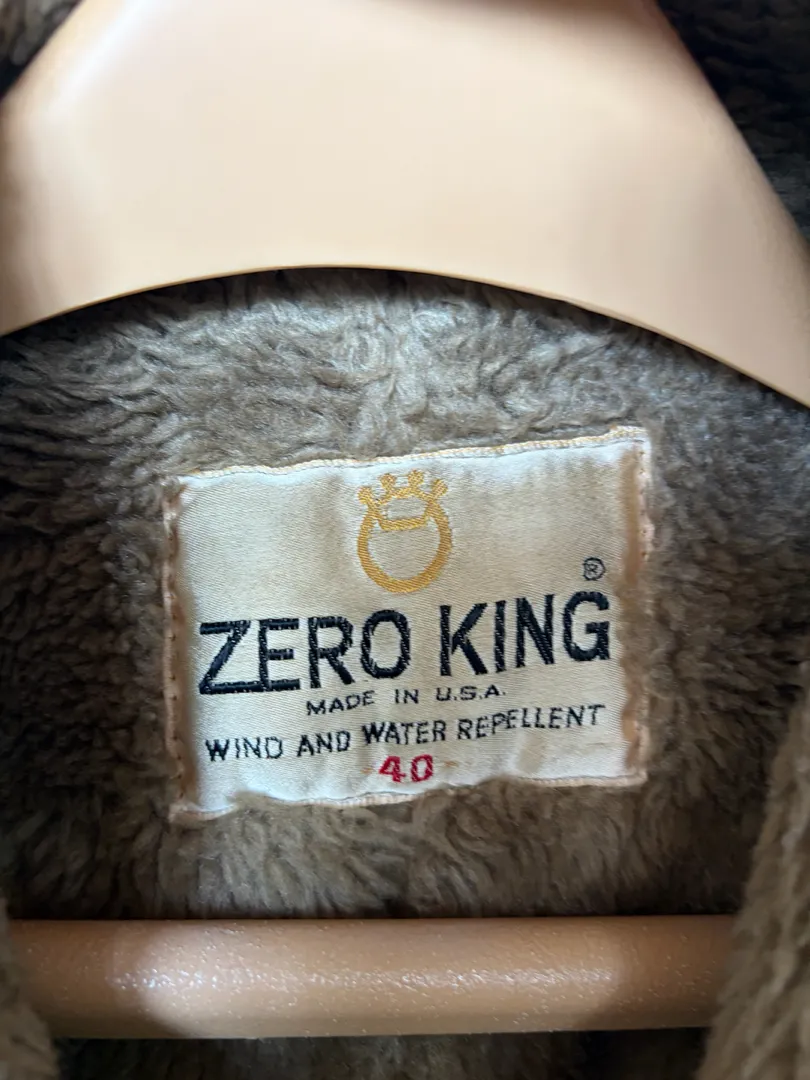 ZERO KING ®
MADE IN U.S.A.
WIND AND WATER REPELLENT
40